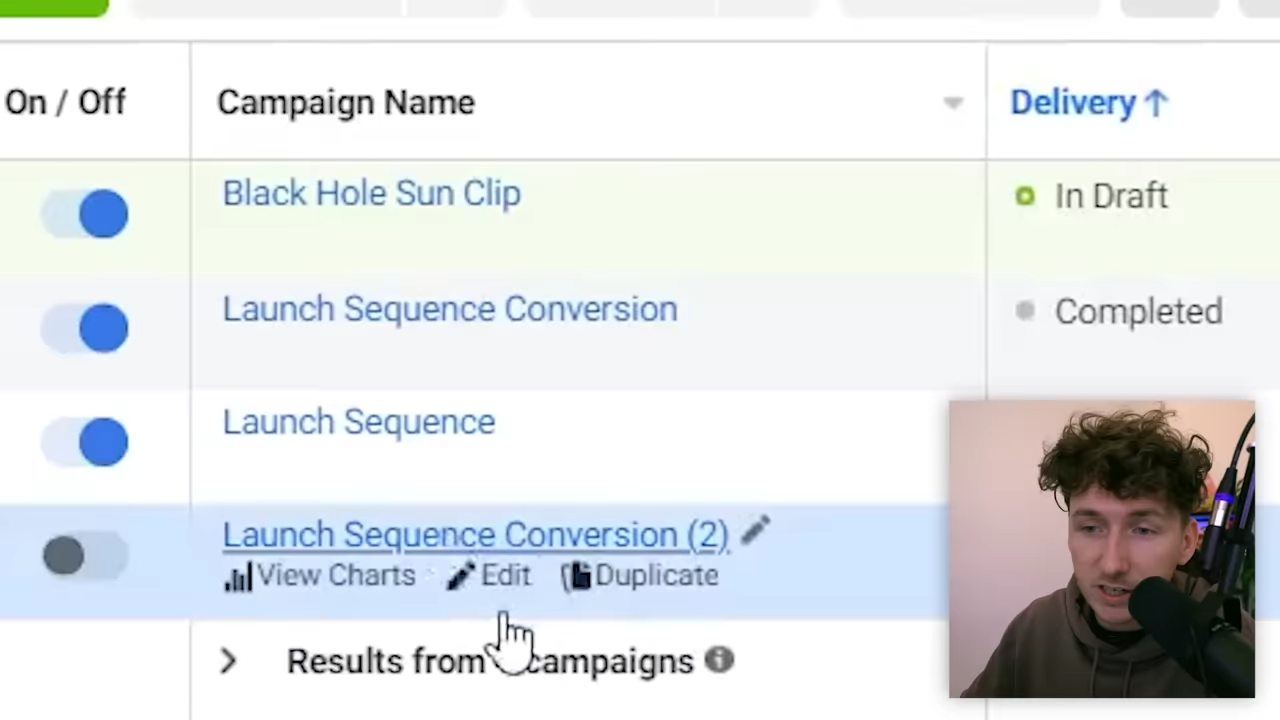 On / Off
Campaign Name
Delivery ↑
Black Hole Sun Clip
In Draft
Launch Sequence Conversion
Completed
Launch Sequence
Launch Sequence Conversion (2)
View Charts
Edit
Duplicate
Results from campaigns